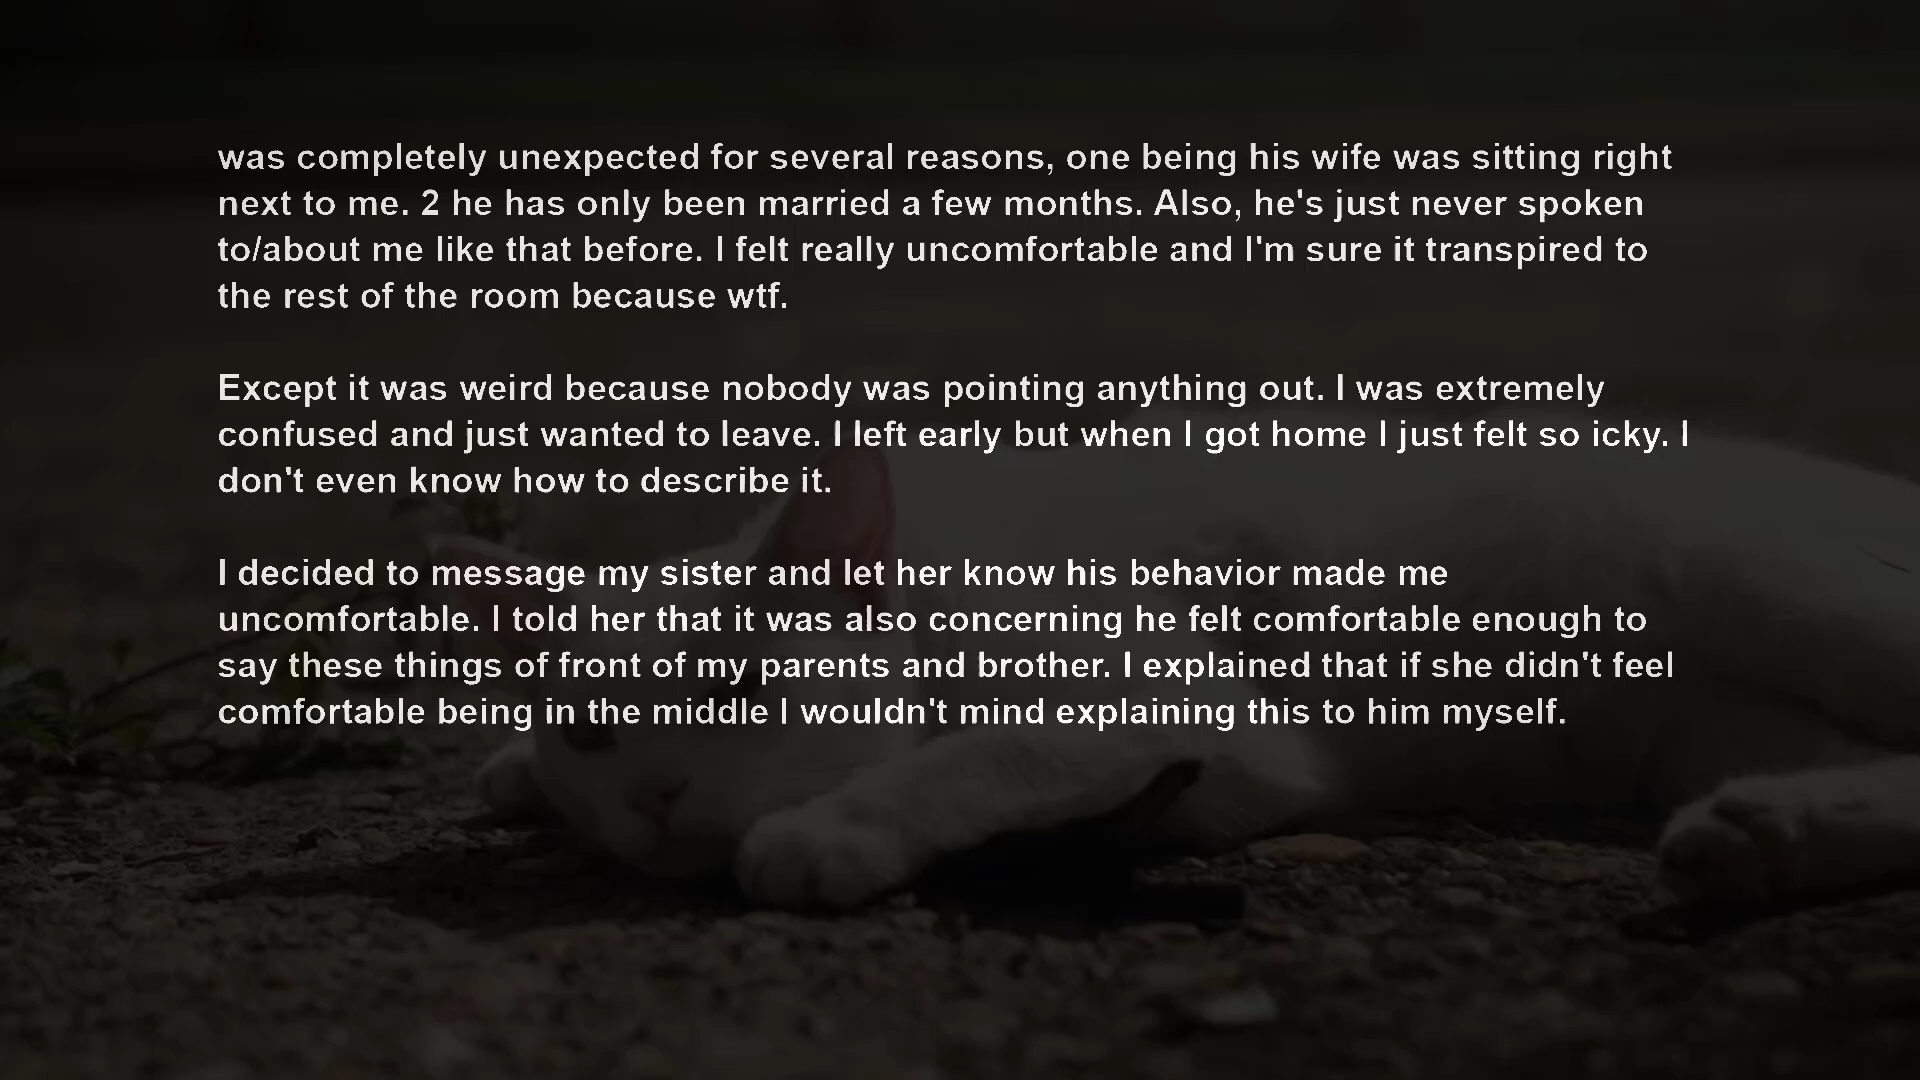 was completely unexpected for several reasons, one being his wife was sitting right
next to me. 2 he has only been married a few months. Also, he's just never spoken
to/about me like that before. I felt really uncomfortable and I'm sure it transpired to
the rest of the room because wtf.
Except it was weird because nobody was pointing anything out. I was extremely
confused and just wanted to leave. I left early but when I got home I just felt so icky. I
don't even know how to describe it.
I decided to message my sister and let her know his behavior made me
uncomfortable. I told her that it was also concerning he felt comfortable enough to
say these things of front of my parents and brother. I explained that if she didn't feel
comfortable being in the middle I wouldn't mind explaining this to him myself.